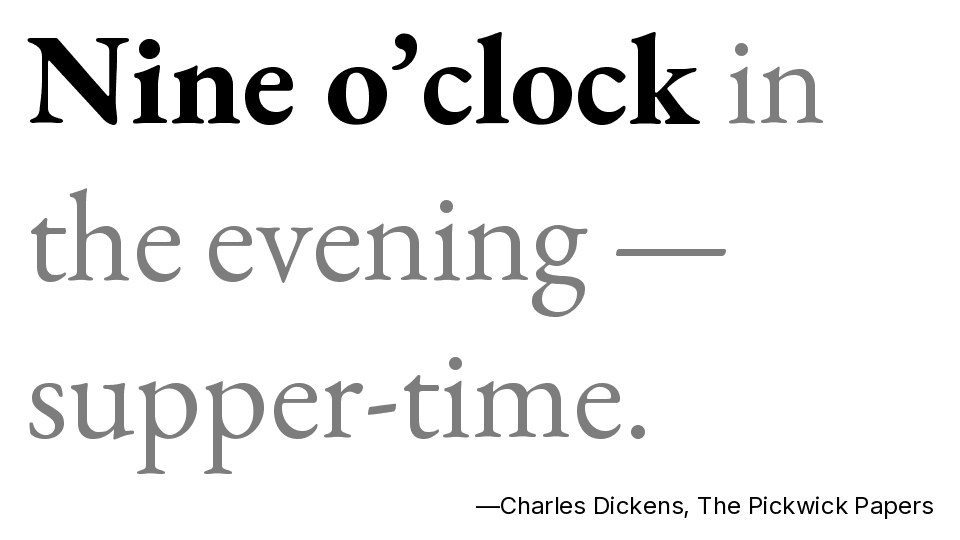 Nine o’clock in
the evening —
supper-time.
—Charles Dickens, The Pickwick Papers